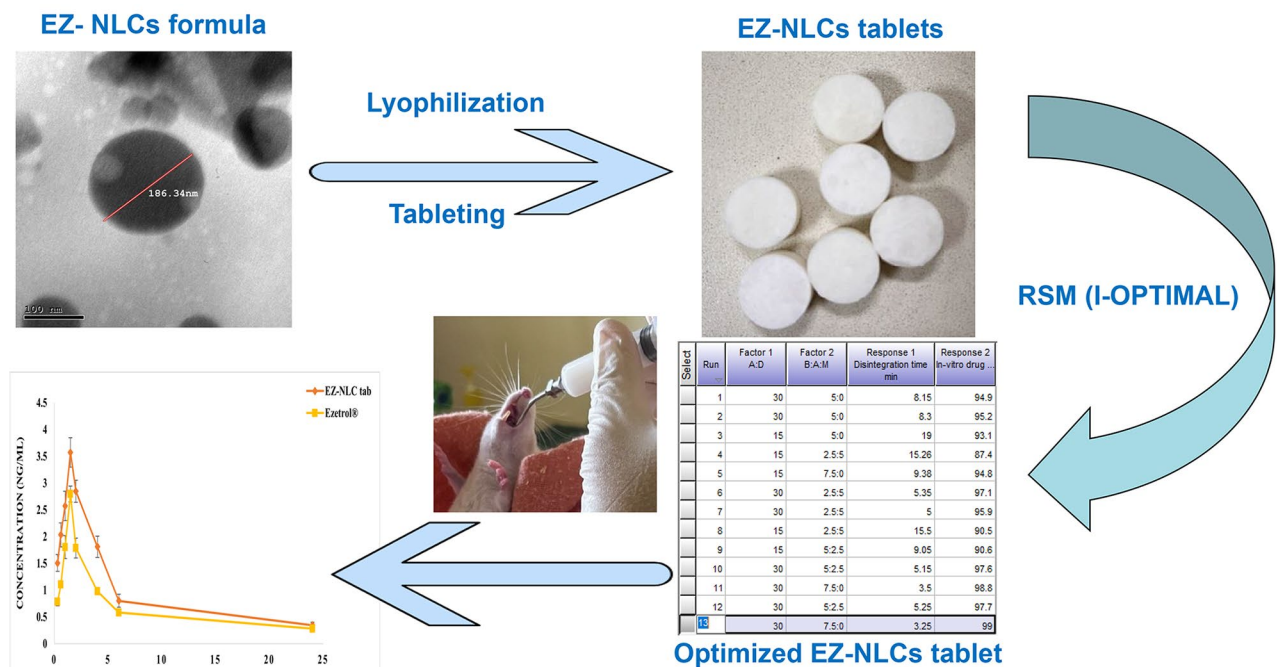 EZ- NLCs formula
186.34nm
100 nm
Lyophilization
Tableting
EZ-NLCs tablets
RSM (I-OPTIMAL)
Select Run Factor 1 A:D Factor 2 B:A:M Response 1 Disintegration time min Response 2 In-vitro drug ...
1 30 5:0 8.15 94.9
2 30 5:0 8.3 95.2
3 15 5:0 19 93.1
4 15 2.5:5 15.26 87.4
5 15 7.5:0 9.38 94.8
6 30 2.5:5 5.35 97.1
7 30 2.5:5 5 95.9
8 15 2.5:5 15.5 90.5
9 15 5:2.5 9.05 90.6
10 30 5:2.5 5.15 97.6
11 30 7.5:0 3.5 98.8
12 30 5:2.5 5.25 97.7
13 30 7.5:0 3.25 99
Optimized EZ-NLCs tablet
EZ-NLC tab
Ezetrol®
CONCENTRATION (NG/ML)
4.5
4
3.5
3
2.5
2
1.5
1
0.5
0
0 5 10 15 20 25